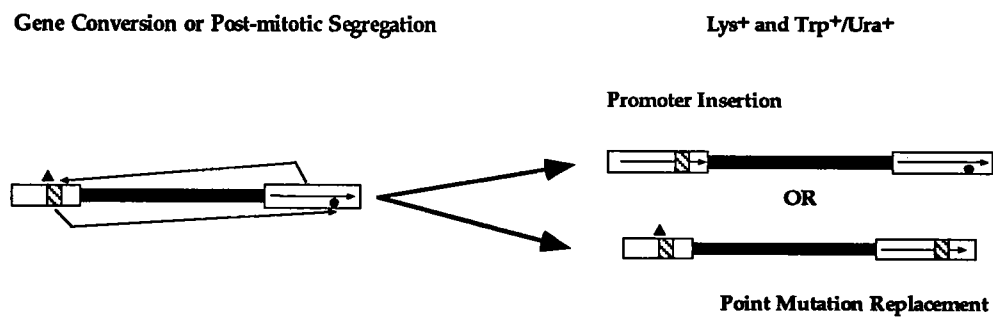 Gene Conversion or Post-mitotic Segregation
Lys+ and Trp+/Ura+
Promoter Insertion
OR
Point Mutation Replacement